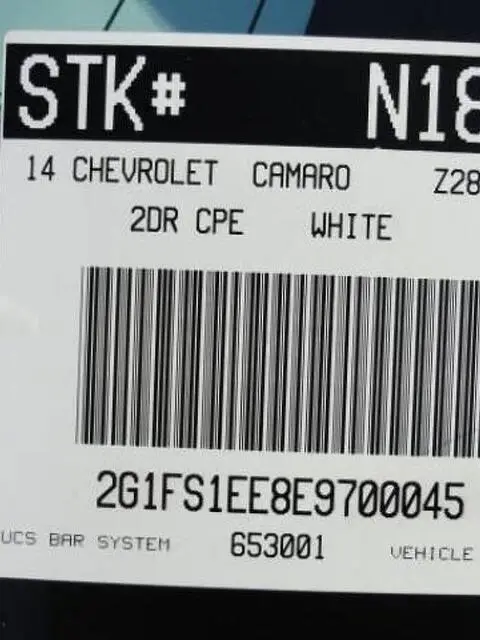 STK# N18
14 CHEVROLET CAMARO Z28
2DR CPE WHITE
2G1FS1EE8E9700045
UCS BAR SYSTEM 653001 VEHICLE